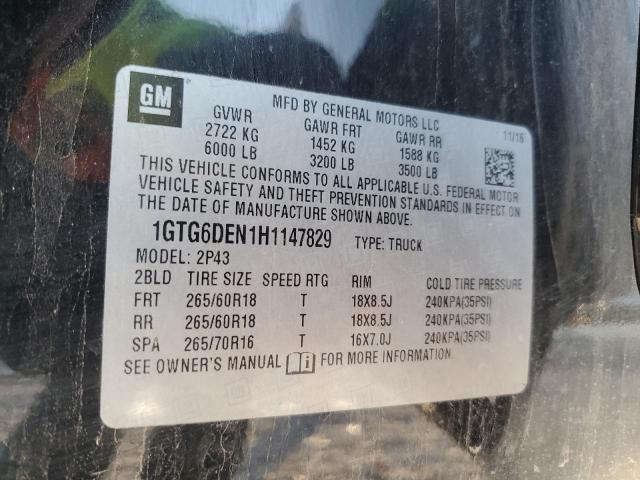 GM
MFD BY GENERAL MOTORS LLC
11/16
GVWR GAWR FRT GAWR RR
2722 KG 1452 KG 1588 KG
6000 LB 3200 LB 3500 LB
THIS VEHICLE CONFORMS TO ALL APPLICABLE U.S. FEDERAL MOTOR
VEHICLE SAFETY AND THEFT PREVENTION STANDARDS IN EFFECT ON
THE DATE OF MANUFACTURE SHOWN ABOVE.
1GTG6DEN1H1147829 TYPE: TRUCK
MODEL: 2P43
2BLD TIRE SIZE SPEED RTG RIM COLD TIRE PRESSURE
FRT 265/60R18 T 18X8.5J 240KPA(35PSI)
RR 265/60R18 T 18X8.5J 240KPA(35PSI)
SPA 265/70R16 T 16X7.0J 240KPA(35PSI)
SEE OWNER'S MANUAL FOR MORE INFORMATION.